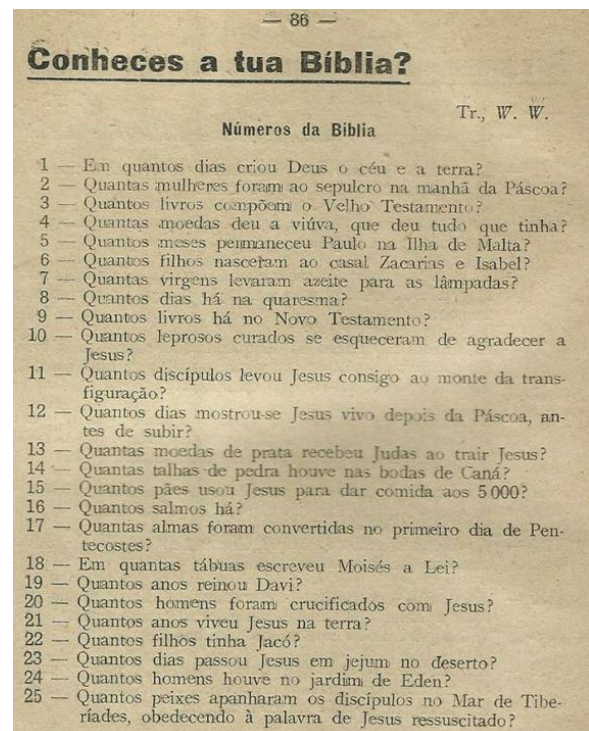 — 86 —
Conheces a tua Bíblia?
Tr., W. W.
Números da Bíblia
1 — Em quantos dias criou Deus o céu e a terra?
2 — Quantas mulheres foram ao sepulcro na manhã da Páscoa?
3 — Quantos livros compõem o Velho Testamento?
4 — Quantas moedas deu a viúva, que deu tudo que tinha?
5 — Quantos meses permaneceu Paulo na Ilha de Malta?
6 — Quantos filhos nasceram ao casal Zacarias e Isabel?
7 — Quantas virgens levaram azeite para as lâmpadas?
8 — Quantos dias há na quaresma?
9 — Quantos livros há no Novo Testamento?
10 — Quantos leprosos curados se esqueceram de agradecer a
Jesus?
11 — Quantos discípulos levou Jesus consigo ao monte da trans-
figuração?
12 — Quantos dias mostrou-se Jesus vivo depois da Páscoa, an-
tes de subir?
13 — Quantas moedas de prata recebeu Judas ao trair Jesus?
14 — Quantas talhas de pedra houve nas bodas de Caná?
15 — Quantos pães usou Jesus para dar comida aos 5 000?
16 — Quantos salmos há?
17 — Quantas almas foram convertidas no primeiro dia de Pen-
tecostes?
18 — Em quantas tábuas escreveu Moisés a Lei?
19 — Quantos anos reinou Davi?
20 — Quantos homens foram crucificados com Jesus?
21 — Quantos anos viveu Jesus na terra?
22 — Quantos filhos tinha Jacó?
23 — Quantos dias passou Jesus em jejum no deserto?
24 — Quantos homens houve no jardim de Eden?
25 — Quantos peixes apanharam os discípulos no Mar de Tibe-
ríades, obedecendo à palavra de Jesus ressuscitado?